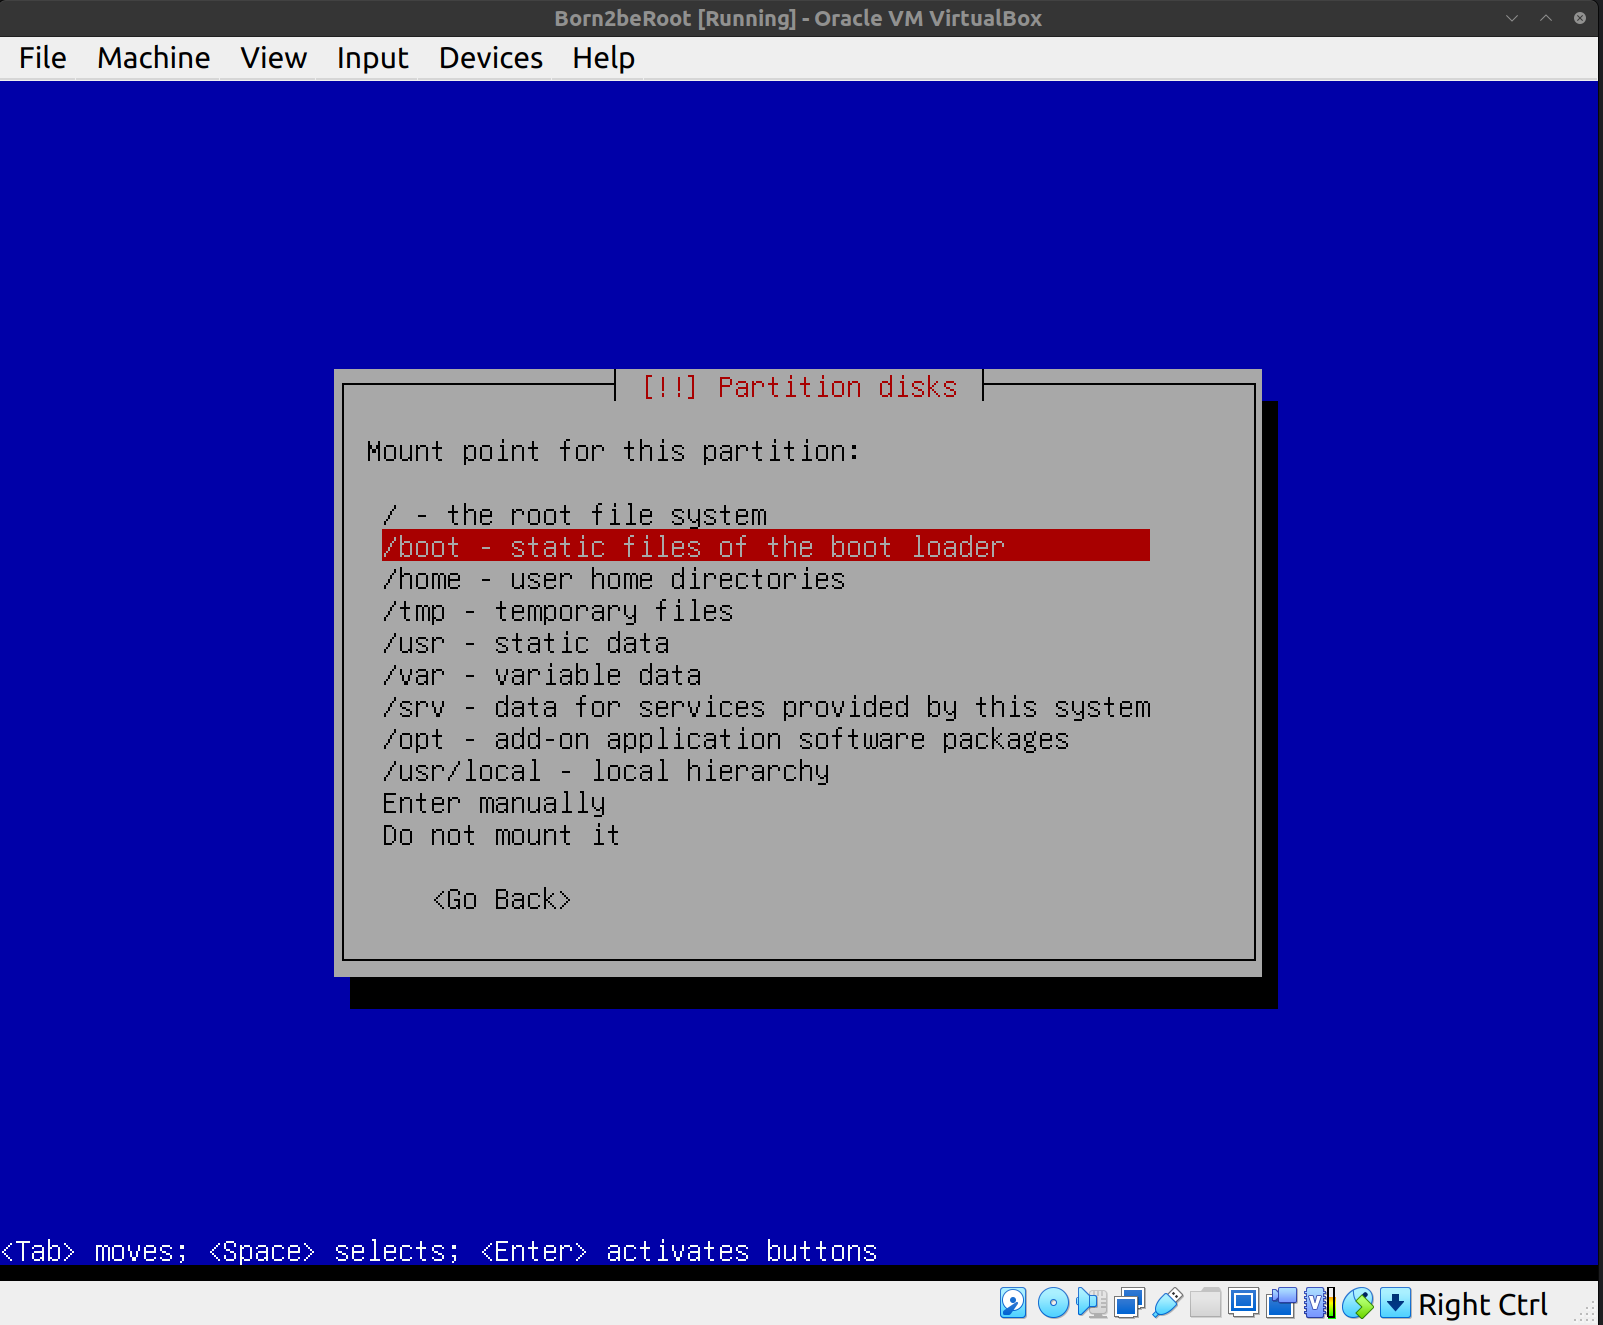 Born2beRoot [Running] - Oracle VM VirtualBox
File Machine View Input Devices Help
[!!] Partition disks
Mount point for this partition:
/ - the root file system
/boot - static files of the boot loader
/home - user home directories
/tmp - temporary files
/usr - static data
/var - variable data
/srv - data for services provided by this system
/opt - add-on application software packages
/usr/local - local hierarchy
Enter manually
Do not mount it
<Go Back>
<Tab> moves; <Space> selects; <Enter> activates buttons
Right Ctrl